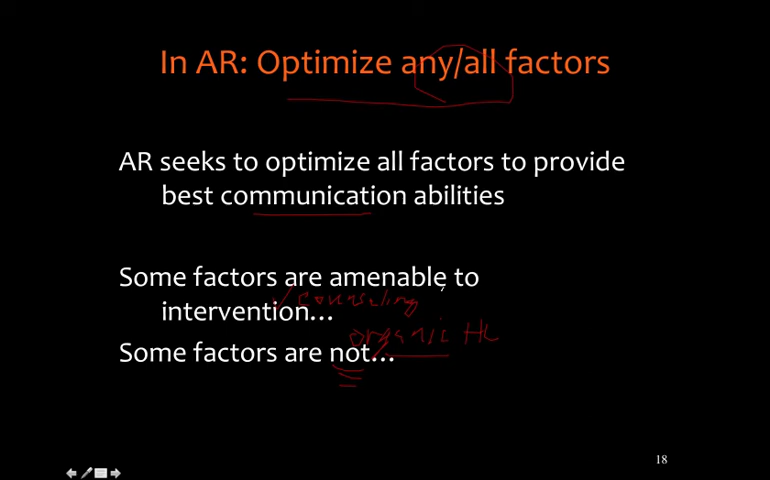 In AR: Optimize any/all factors
AR seeks to optimize all factors to provide
best communication abilities
Some factors are amenable to
✓ counseling
intervention…
organic HL
Some factors are not…
18